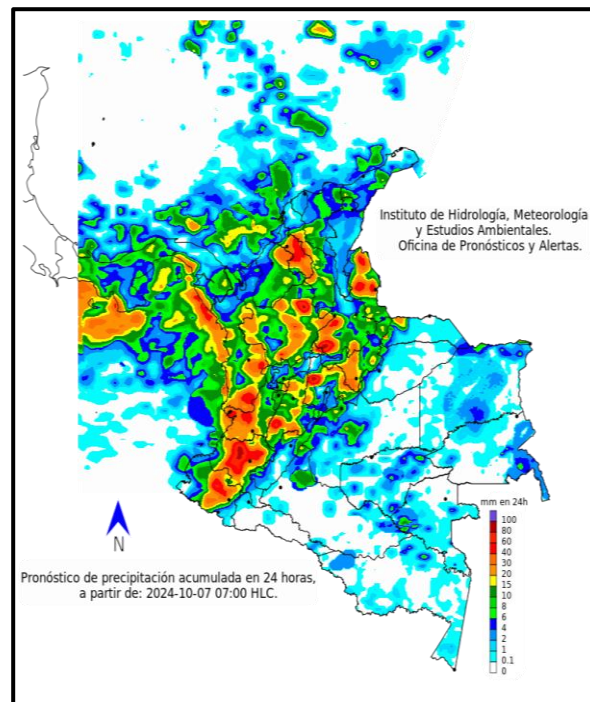 Instituto de Hidrología, Meteorología
y Estudios Ambientales.
Oficina de Pronósticos y Alertas.
mm en 24h
100
80
60
40
30
20
15
10
8
6
4
2
1
0.1
0
N
Pronóstico de precipitación acumulada en 24 horas,
a partir de: 2024-10-07 07:00 HLC.